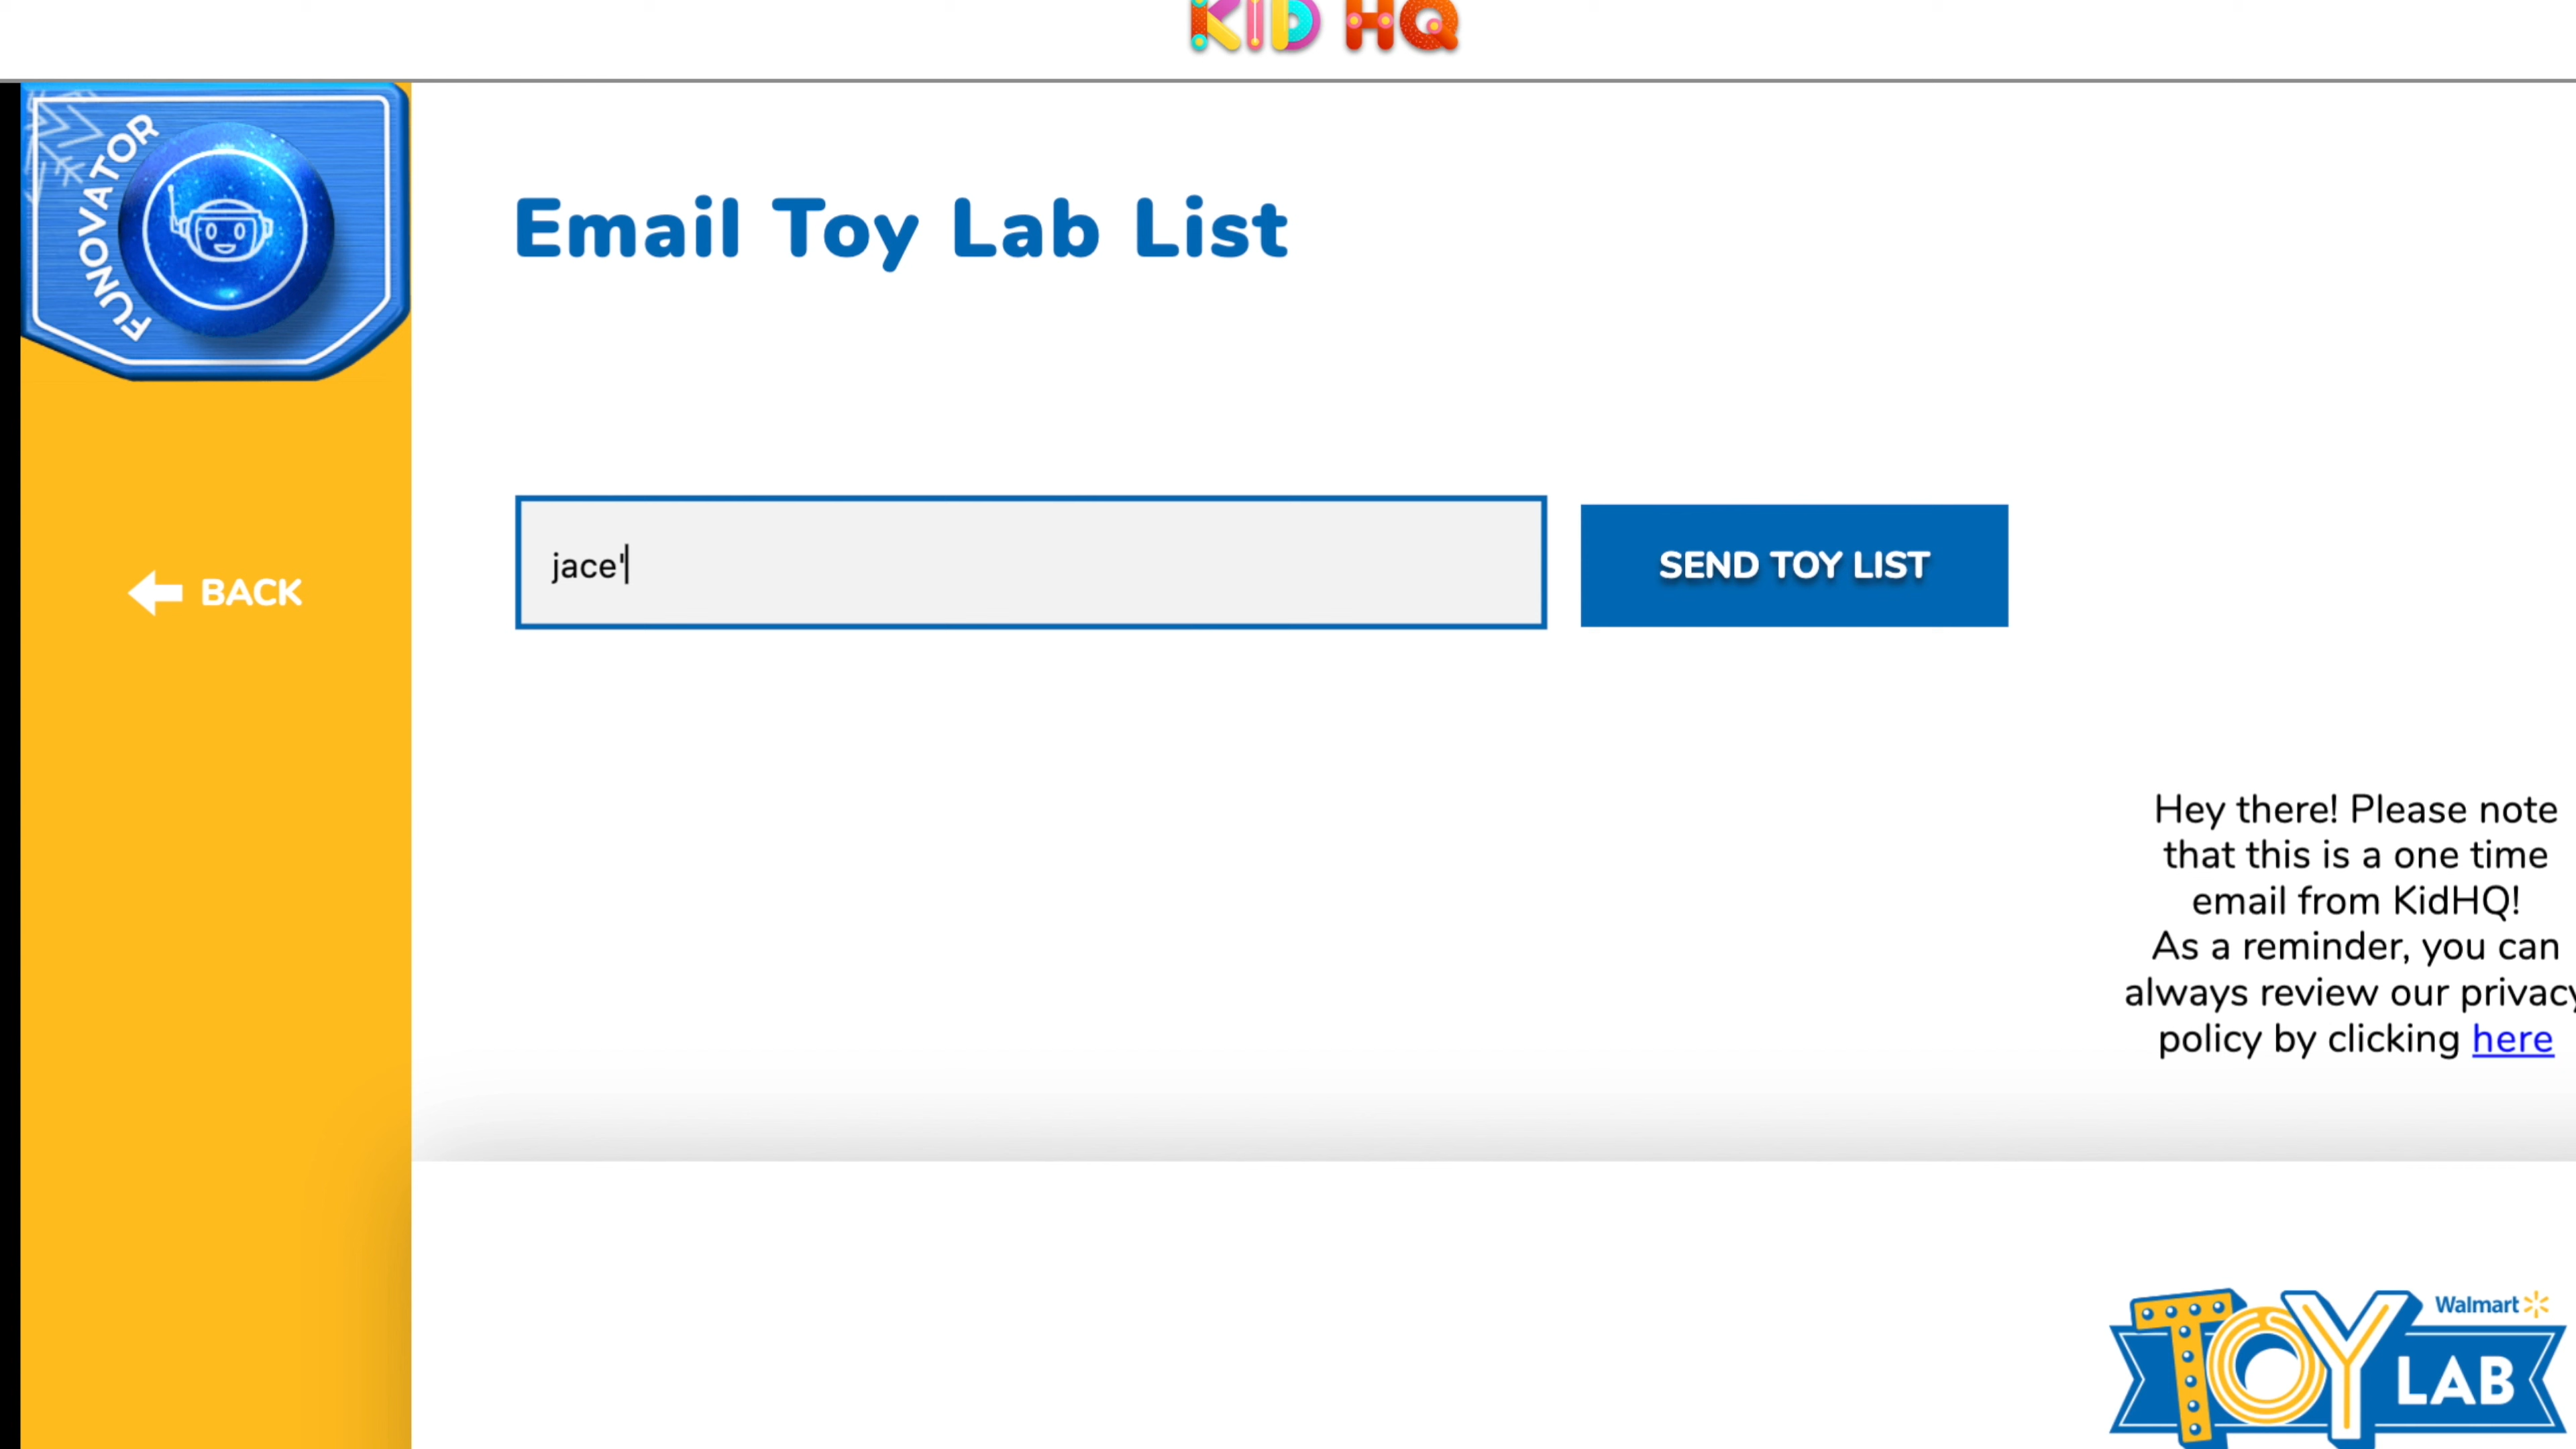 KID HQ
FUNOVATOR
Email Toy Lab List
jace'
SEND TOY LIST
BACK
Hey there! Please note
that this is a one time
email from KidHQ!
As a reminder, you can
always review our privacy
policy by clicking here
Walmart
TOY
LAB